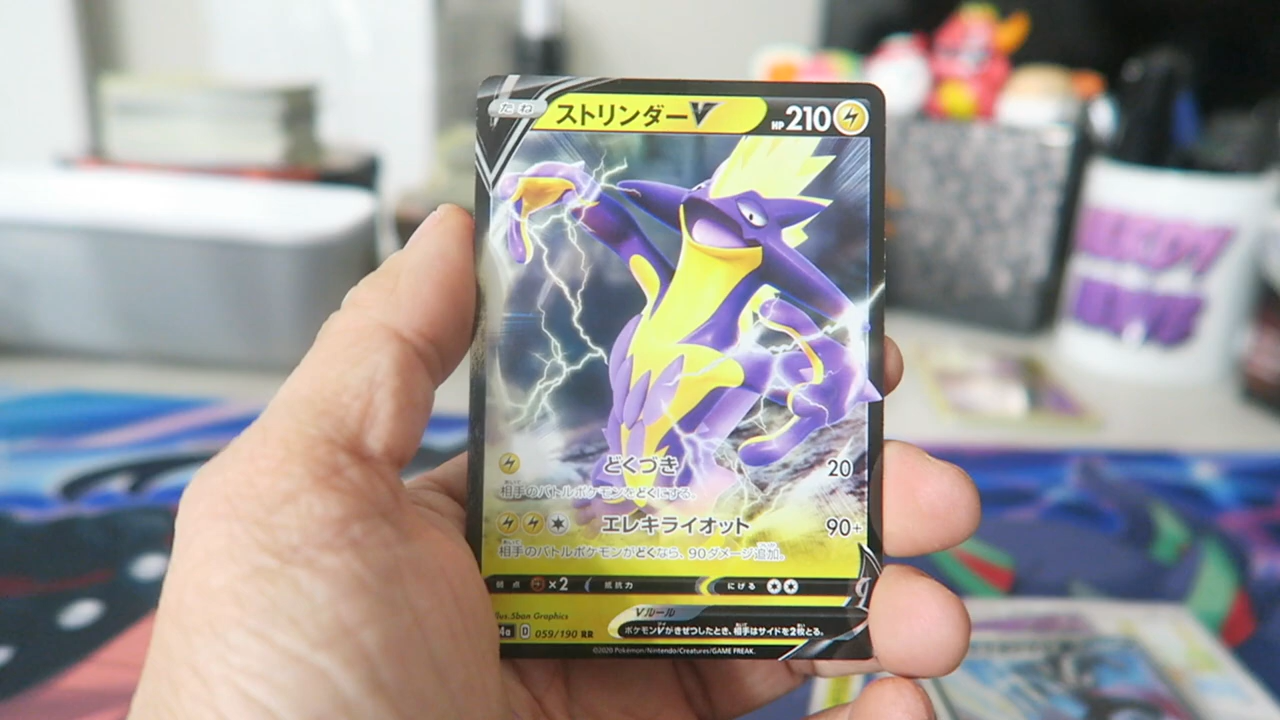 たね ストリンダーV HP 210
どくづき 20
相手のバトルポケモンをどくにする。
エレキライオット 90+
相手のバトルポケモンがどくなら、90ダメージ追加。
弱点 ×2 抵抗力 にげる
Illus.5ban Graphics
Vルール
ポケモンVがきぜつしたとき、相手はサイドを2枚とる。
D 059/190 RR
©2020 Pokémon/Nintendo/Creatures/GAME FREAK.